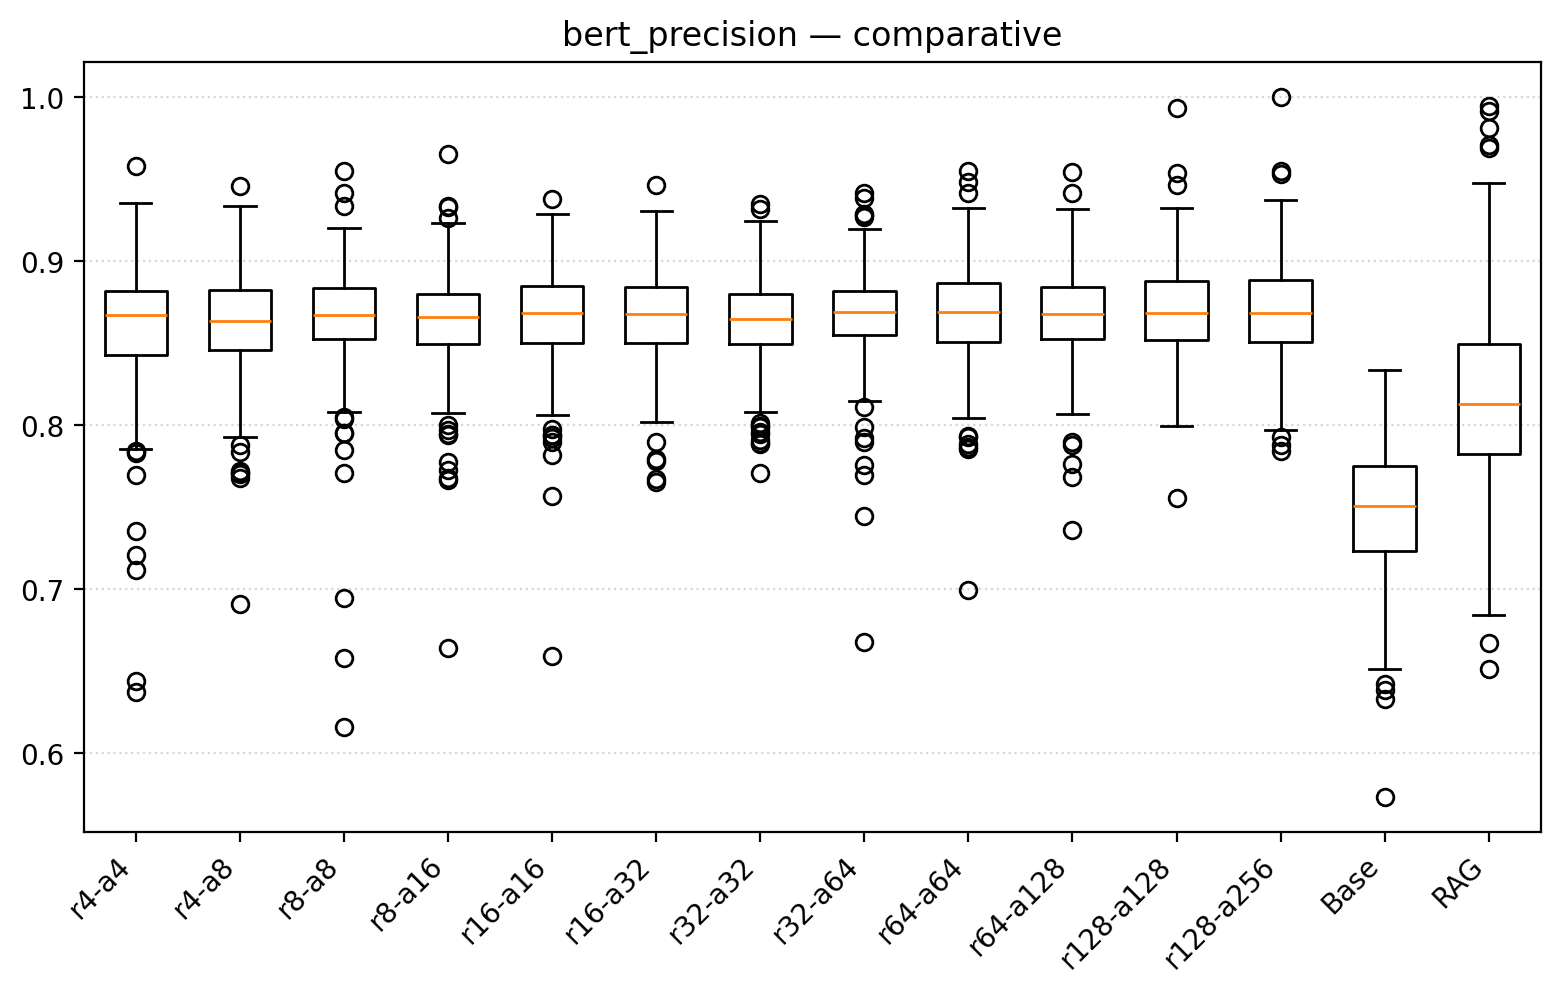 bert_precision — comparative
1.0
0.9
0.8
0.7
0.6
r4-a4
r4-a8
r8-a8
r8-a16
r16-a16
r16-a32
r32-a32
r32-a64
r64-a64
r64-a128
r128-a128
r128-a256
Base
RAG